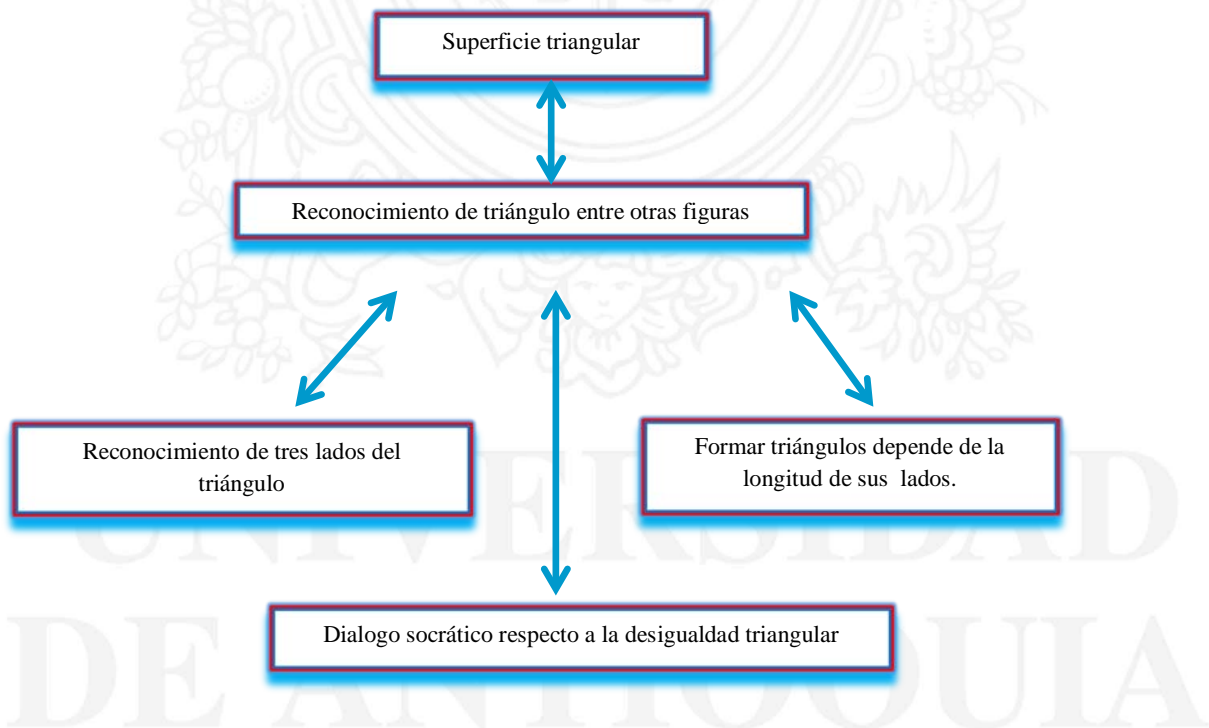 Superficie triangular
Reconocimiento de triángulo entre otras figuras
Reconocimiento de tres lados del
triángulo
Formar triángulos depende de la
longitud de sus lados.
UNIVERSIDAD
Dialogo socrático respecto a la desigualdad triangular
DE ANTIOQUIA